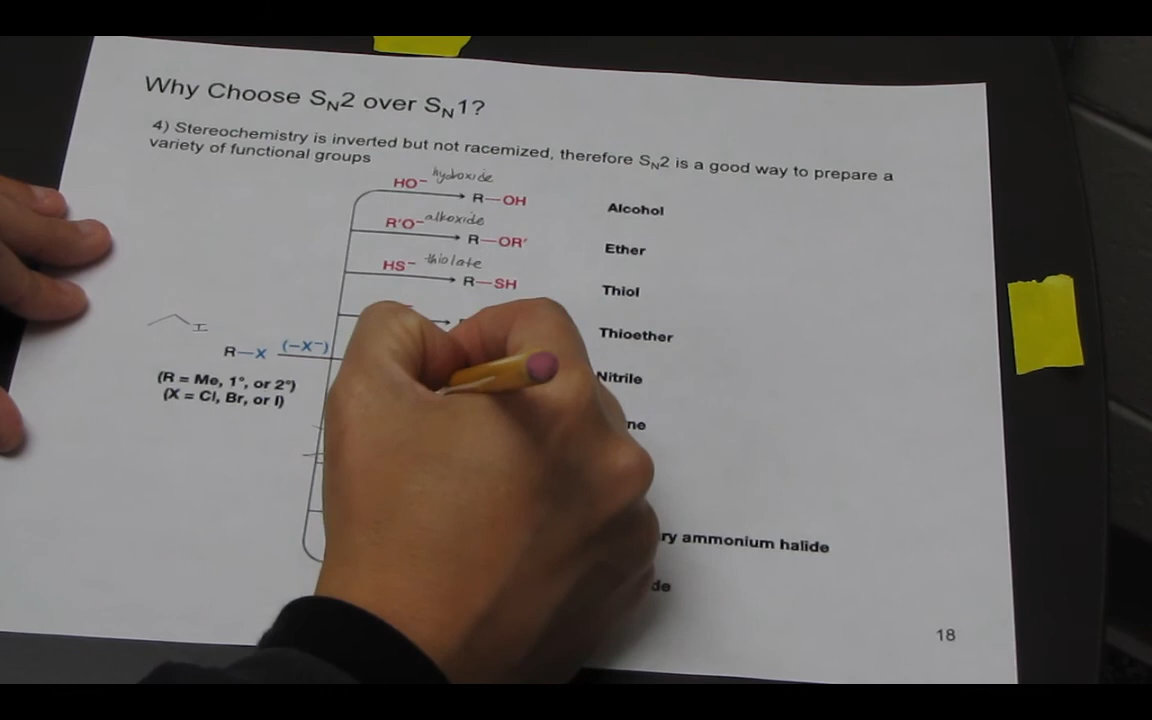 Why Choose SN2 over SN1?
4) Stereochemistry is inverted but not racemized, therefore SN2 is a good way to prepare a
variety of functional groups
HO⁻ hydroxide
R—OH Alcohol
R'O⁻ alkoxide
R—OR' Ether
HS⁻ thiolate
R—SH Thiol
Thioether
I
R—X (–X⁻)
Nitrile
(R = Me, 1°, or 2°)
(X = Cl, Br, or I)
ne
ry ammonium halide
de
18